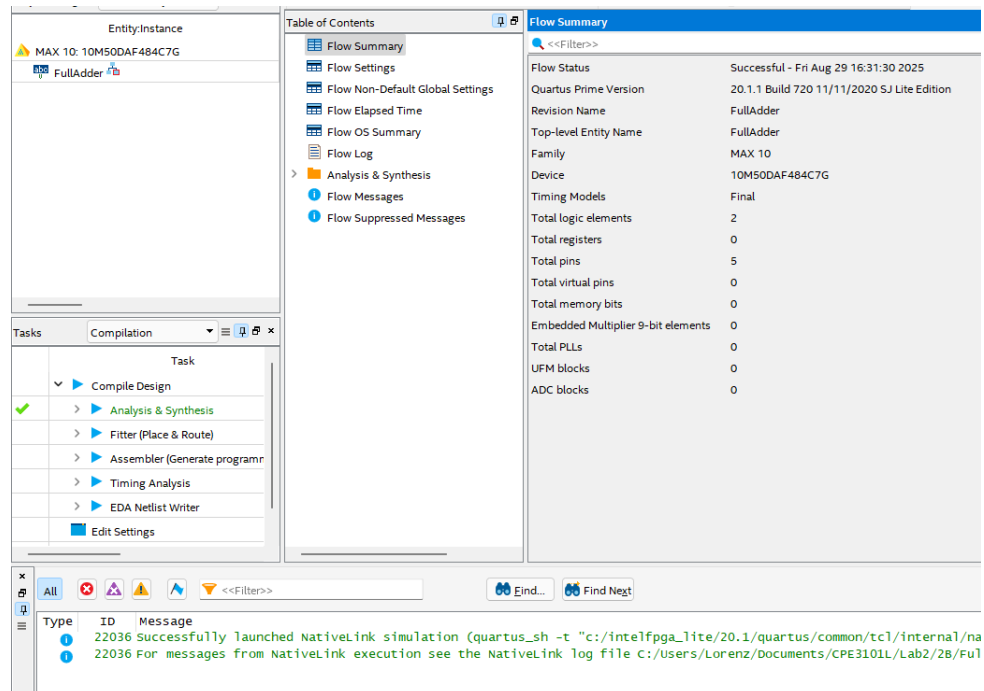 Entity:Instance
MAX 10: 10M50DAF484C7G
abc FullAdder
Tasks Compilation
Task
Compile Design
Analysis & Synthesis
Fitter (Place & Route)
Assembler (Generate programm
Timing Analysis
EDA Netlist Writer
Edit Settings
Table of Contents
Flow Summary
Flow Settings
Flow Non-Default Global Settings
Flow Elapsed Time
Flow OS Summary
Flow Log
Analysis & Synthesis
Flow Messages
Flow Suppressed Messages
Flow Summary
<<Filter>>
Flow Status Successful - Fri Aug 29 16:31:30 2025
Quartus Prime Version 20.1.1 Build 720 11/11/2020 SJ Lite Edition
Revision Name FullAdder
Top-level Entity Name FullAdder
Family MAX 10
Device 10M50DAF484C7G
Timing Models Final
Total logic elements 2
Total registers 0
Total pins 5
Total virtual pins 0
Total memory bits 0
Embedded Multiplier 9-bit elements 0
Total PLLs 0
UFM blocks 0
ADC blocks 0
All <<Filter>> Find... Find Next
Type ID Message
22036 Successfully launched NativeLink simulation (quartus_sh -t "c:/intelfpga_lite/20.1/quartus/common/tcl/internal/na
22036 For messages from NativeLink execution see the NativeLink log file C:/Users/Lorenz/Documents/CPE3101L/Lab2/2B/Ful